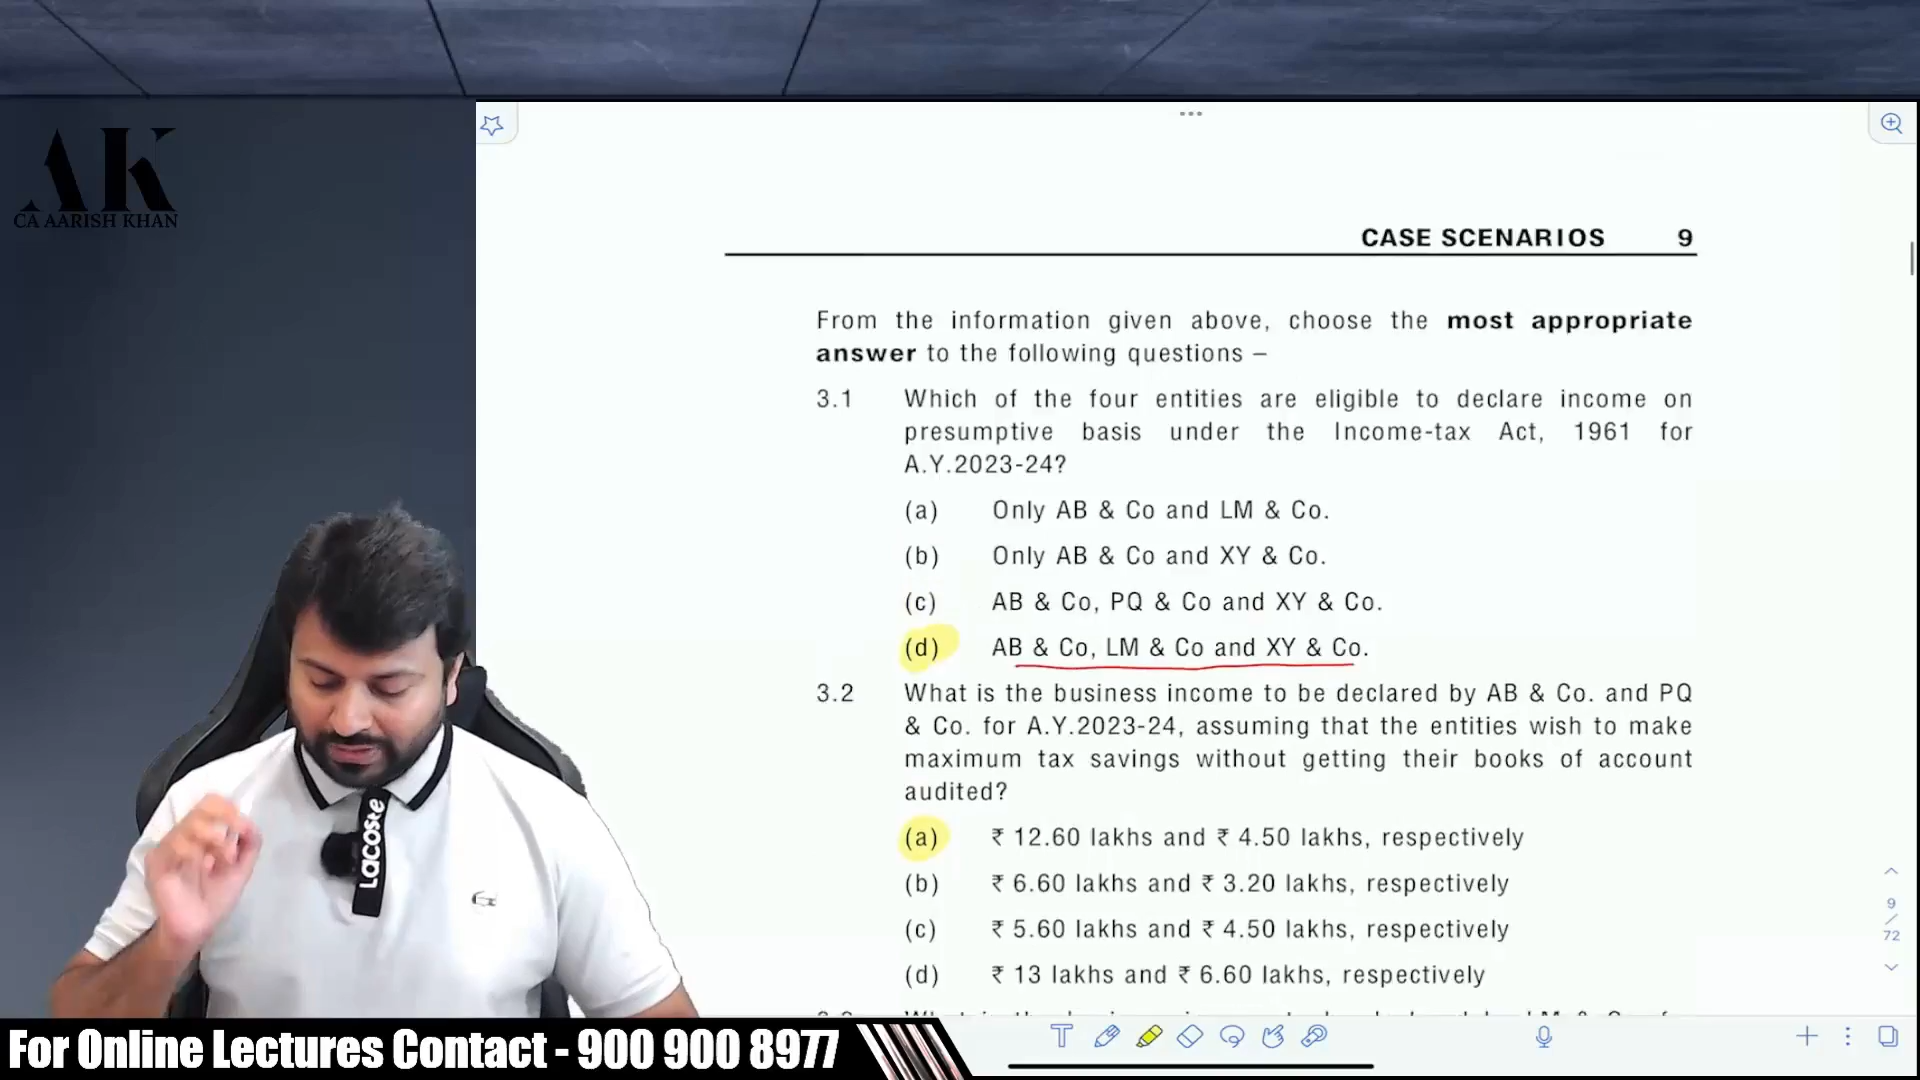 AK
CA AARISH KHAN
CASE SCENARIOS 9
From the information given above, choose the most appropriate
answer to the following questions –
3.1 Which of the four entities are eligible to declare income on
presumptive basis under the Income-tax Act, 1961 for
A.Y.2023-24?
(a) Only AB & Co and LM & Co.
(b) Only AB & Co and XY & Co.
(c) AB & Co, PQ & Co and XY & Co.
(d) AB & Co, LM & Co and XY & Co.
3.2 What is the business income to be declared by AB & Co. and PQ
& Co. for A.Y.2023-24, assuming that the entities wish to make
maximum tax savings without getting their books of account
audited?
(a) ₹ 12.60 lakhs and ₹ 4.50 lakhs, respectively
(b) ₹ 6.60 lakhs and ₹ 3.20 lakhs, respectively
(c) ₹ 5.60 lakhs and ₹ 4.50 lakhs, respectively
(d) ₹ 13 lakhs and ₹ 6.60 lakhs, respectively
9
/
72
LACOSTE
For Online Lectures Contact - 900 900 8977